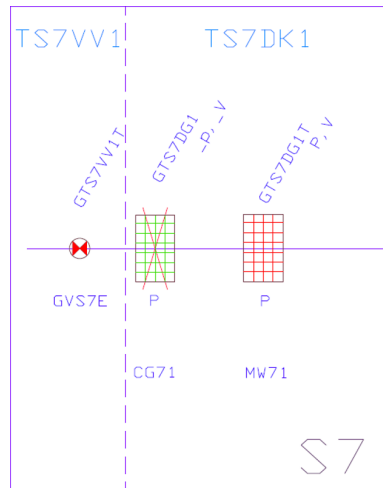 TS7VV1
TS7DK1
GTS7VV1T
GTS7DG1
_P,_V
GTS7DG1T
P,V
GVS7E
P
P
CG71
MW71
S7